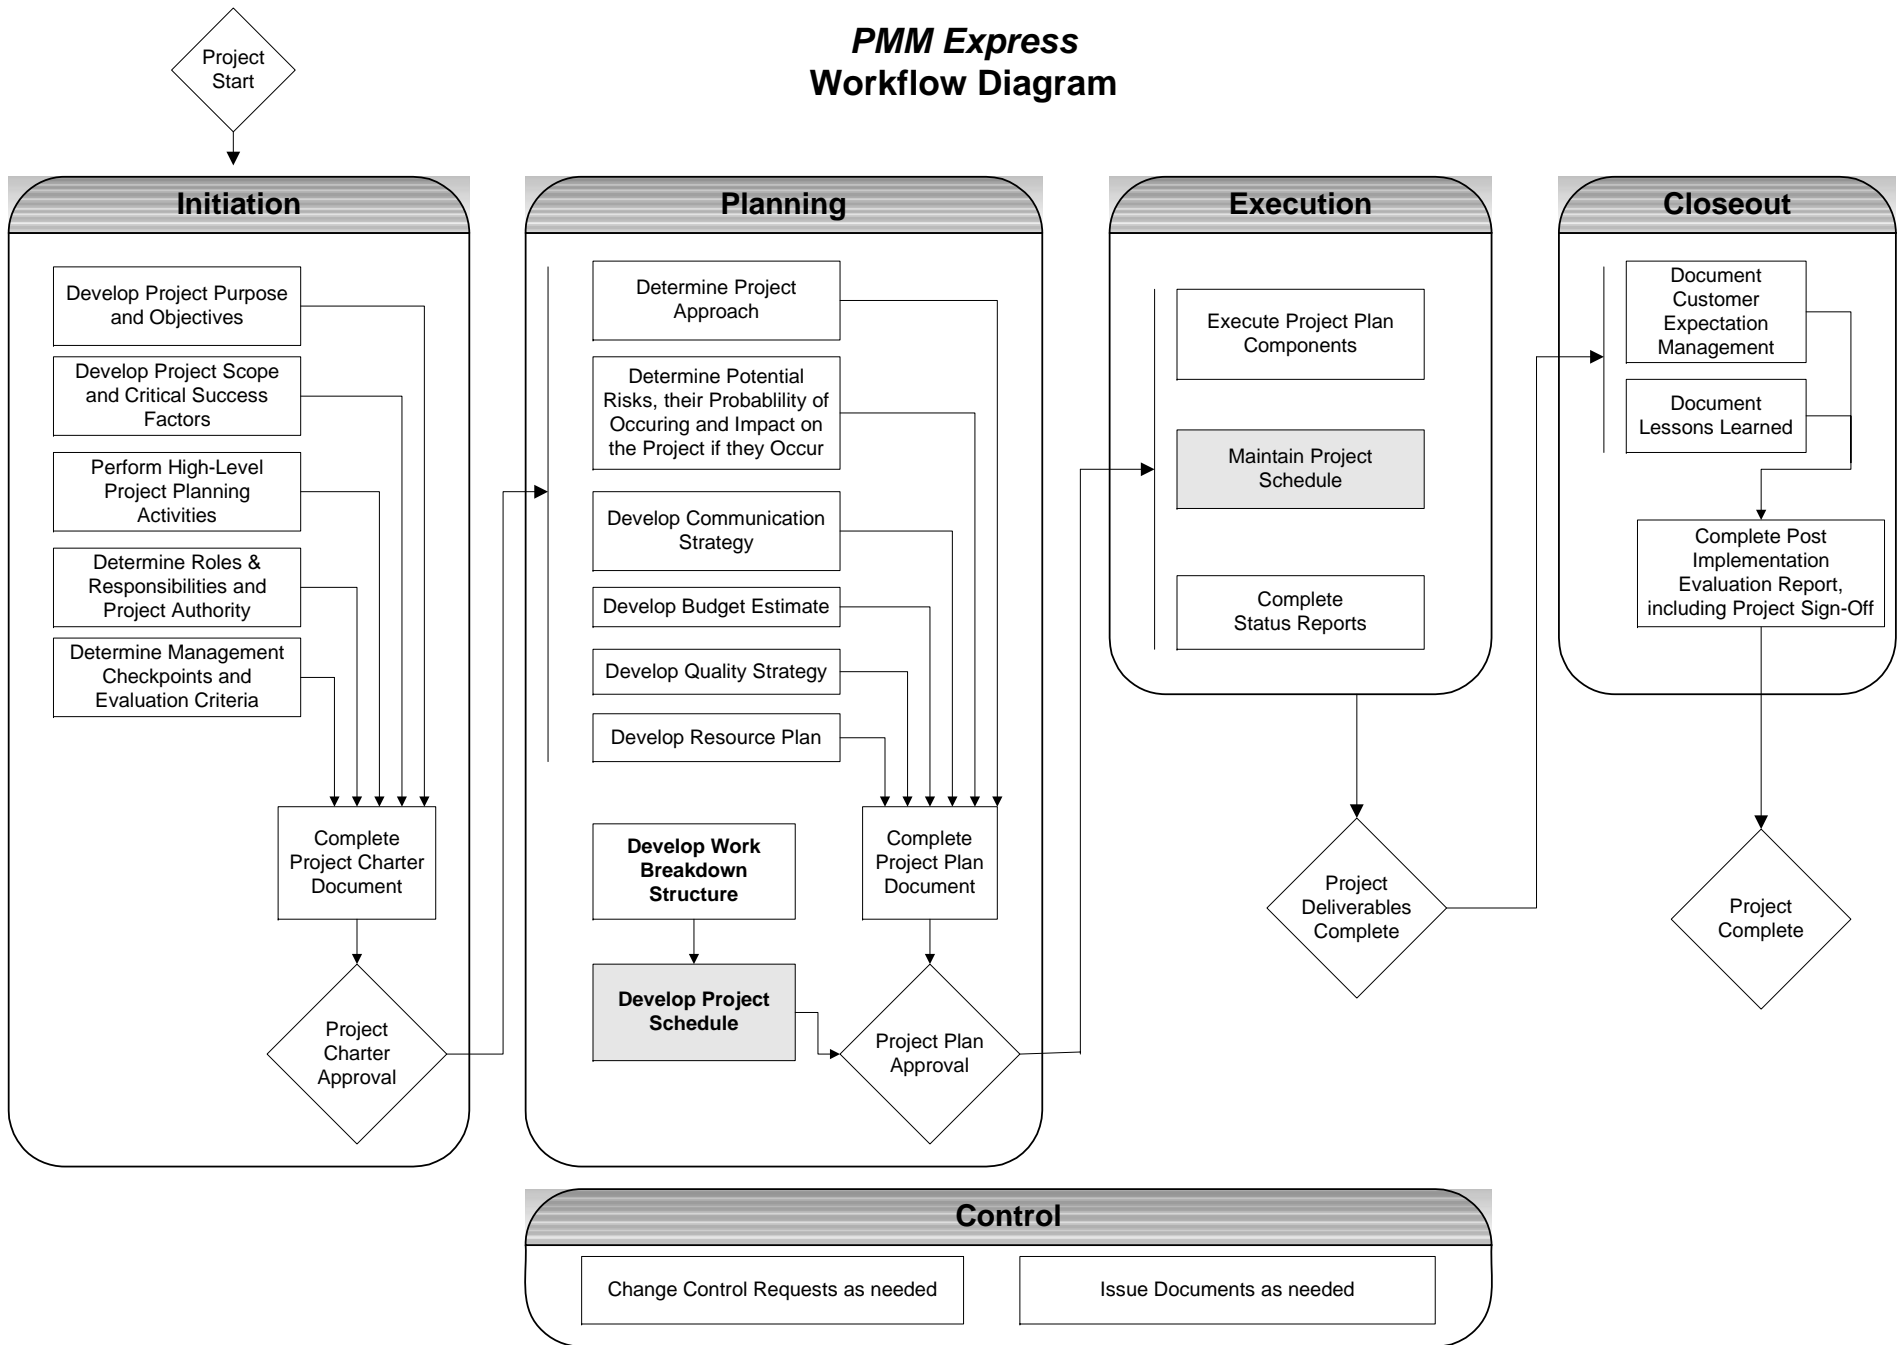 PMM Express
Workflow Diagram
Project
Start
Initiation
Develop Project Purpose
and Objectives
Develop Project Scope
and Critical Success
Factors
Perform High-Level
Project Planning
Activities
Determine Roles &
Responsibilities and
Project Authority
Determine Management
Checkpoints and
Evaluation Criteria
Complete
Project Charter
Document
Project
Charter
Approval
Planning
Determine Project
Approach
Determine Potential
Risks, their Probablility of
Occuring and Impact on
the Project if they Occur
Develop Communication
Strategy
Develop Budget Estimate
Develop Quality Strategy
Develop Resource Plan
Develop Work
Breakdown
Structure
Develop Project
Schedule
Complete
Project Plan
Document
Project Plan
Approval
Execution
Execute Project Plan
Components
Maintain Project
Schedule
Complete
Status Reports
Project
Deliverables
Complete
Closeout
Document
Customer
Expectation
Management
Document
Lessons Learned
Complete Post
Implementation
Evaluation Report,
including Project Sign-Off
Project
Complete
Control
Change Control Requests as needed
Issue Documents as needed